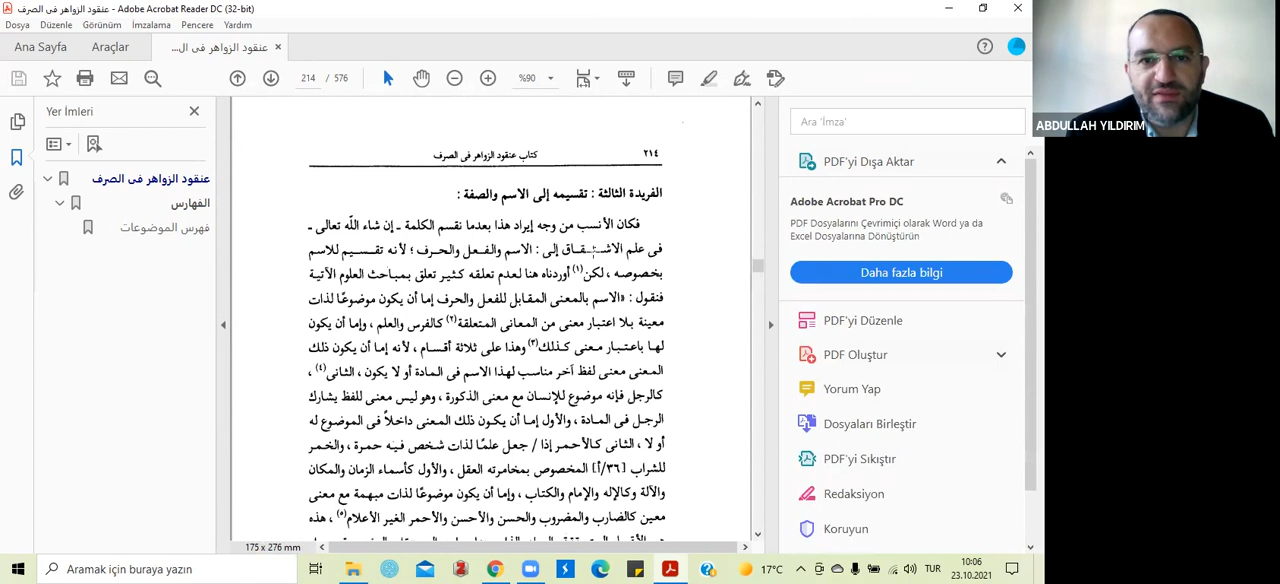 عنقود الزواهر فى الصرف - Adobe Acrobat Reader DC (32-bit)
Dosya Düzenle Görünüm İmzalama Pencere Yardım
Ana Sayfa Araçlar عنقود الزواهر فى ال...
214 / 576 %90
Yer İmleri
عنقود الزواهر فى الصرف
الفهارس
فهرس الموضوعات
٢١٤ كتاب عنقود الزواهر فى الصرف
الفريدة الثالثة : تقسيمه إلى الاسم والصفة :
فكان الأنسب من وجه إيراد هذا بعدما نقسم الكلمة ـ إن شاء اللّه تعالى ـ
فى علم الاشتقاق إلى : الاسم والفعل والحرف ؛ لأنه تقسيم للاسم
بخصوصه ، لكن(١) أوردناه هنا لعدم تعلقه كثير تعلق بمباحث العلوم الآتية
فنقول : «الاسم بالمعنى المقابل للفعل والحرف إما أن يكون موضوعًا لذات
معينة بلا اعتبار معنى من المعانى المتعلقة(٢) كالفرس والعلم ، وإما أن يكون
لها باعتبار معنى كذلك(٣) وهذا على ثلاثة أقسام ، لأنه إما أن يكون ذلك
المعنى معنى لفظ آخر مناسب لهذا الاسم فى المادة أو لا يكون ، الثانى(٤) ،
كالرجل فإنه موضوع للإنسان مع معنى الذكورة ، وهو ليس معنى للفظ يشارك
الرجل فى المادة ، والأول إما أن يكون ذلك المعنى داخلاً فى الموضوع له
أو لا ، الثانى كالأحمر إذا / جعل علمًا لذات شخص فيه حمرة ، والخمر
للشراب [٣٦/أ] المخصوص بمخامرته العقل ، والأول كأسماء الزمان والمكان
والآلة وكالإله والإمام والكتاب ، وإما أن يكون موضوعًا لذات مبهمة مع معنى
معين كالضارب والمضروب والحسن والأحسن والأحمر الغير الأعلام(٥) ، هذه
175 x 276 mm
Ara 'İmza'
PDF'yi Dışa Aktar
Adobe Acrobat Pro DC
PDF Dosyalarını Çevrimiçi olarak Word ya da
Excel Dosyalarına Dönüştürün
Daha fazla bilgi
PDF'yi Düzenle
PDF Oluştur
Yorum Yap
Dosyaları Birleştir
PDF'yi Sıkıştır
Redaksiyon
Koruyun
ABDULLAH YILDIRIM
Aramak için buraya yazın
17°C TUR 10:06
23.10.2021